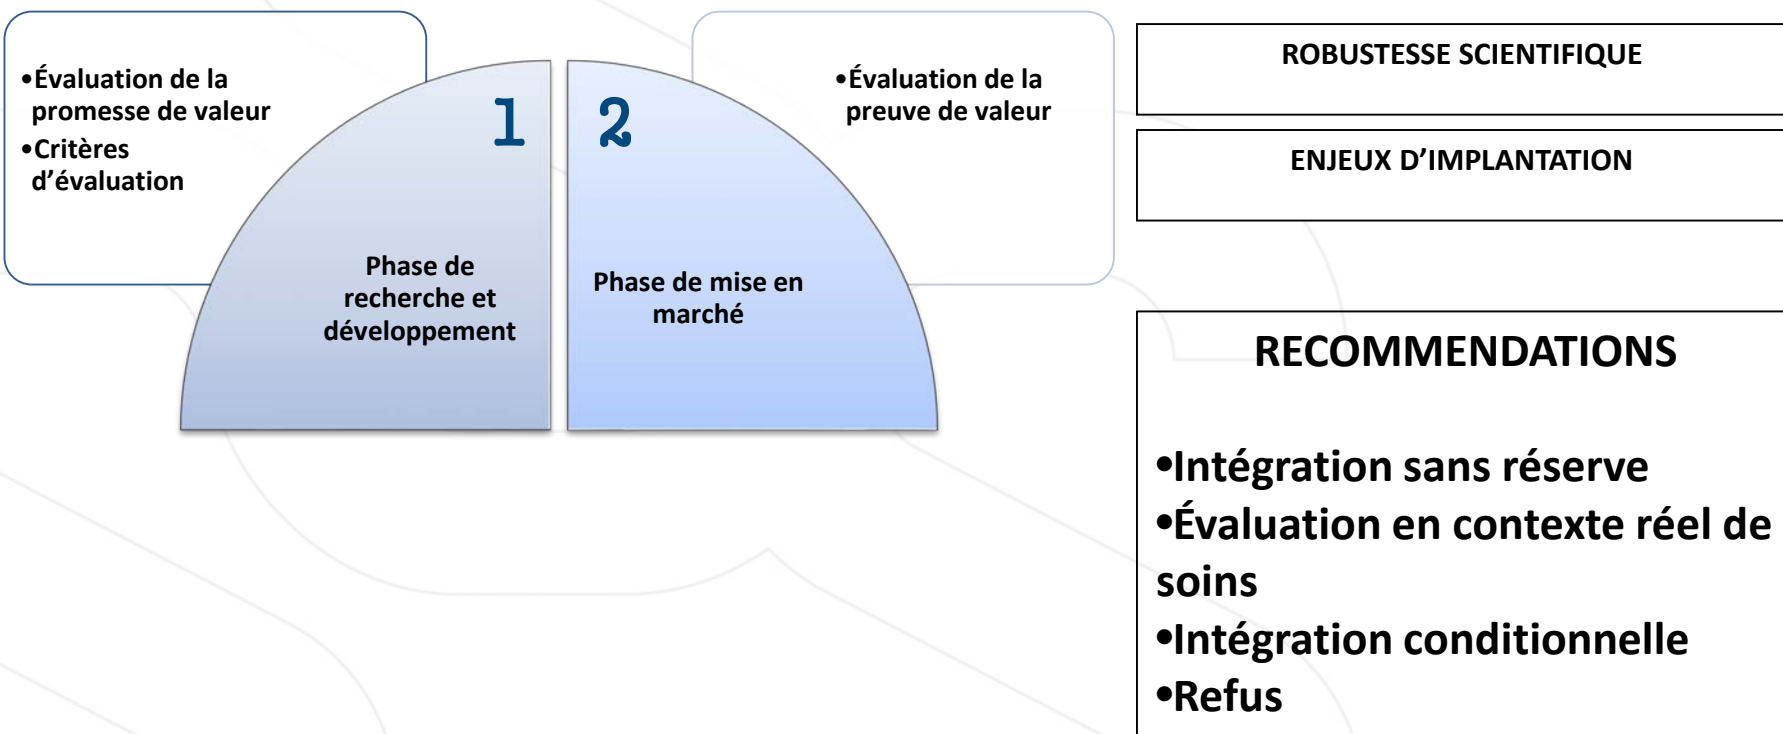 •Évaluation de la
promesse de valeur
•Critères
d'évaluation
1
Phase de
recherche et
développement
2
Phase de mise en
marché
•Évaluation de la
preuve de valeur
ROBUSTESSE SCIENTIFIQUE
ENJEUX D’IMPLANTATION
RECOMMENDATIONS
•Intégration sans réserve
•Évaluation en contexte réel de
soins
•Intégration conditionnelle
•Refus